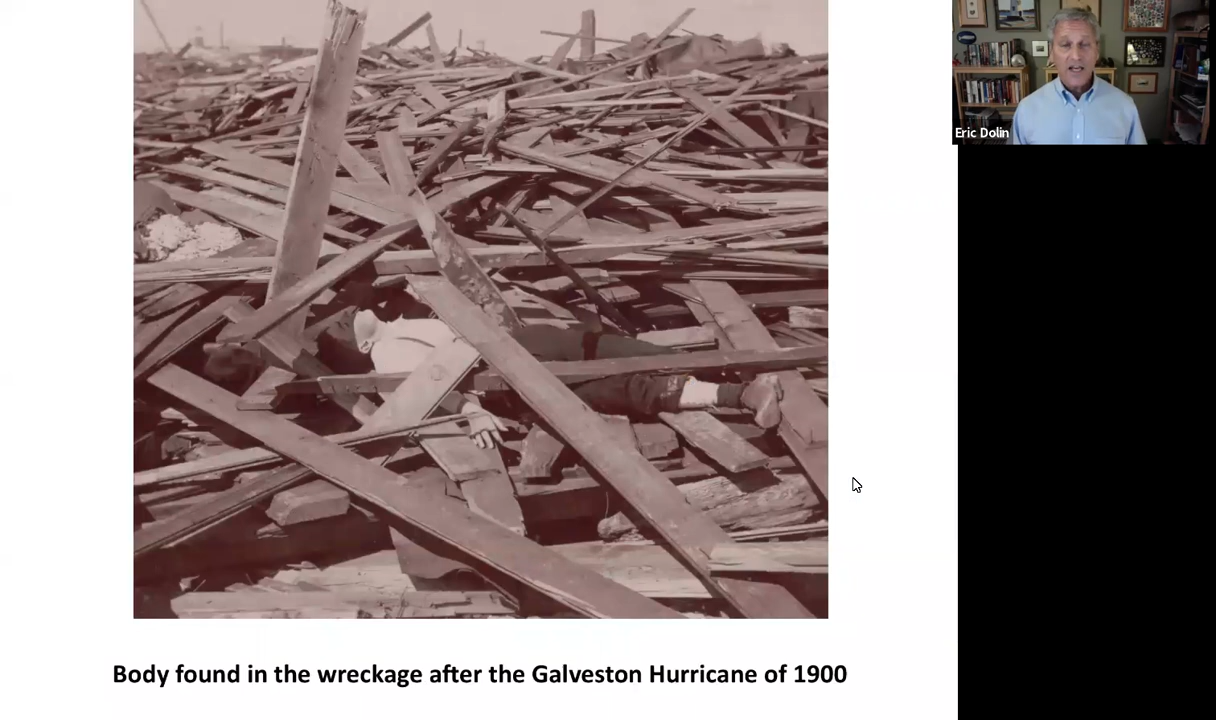 Eric Dolin
Body found in the wreckage after the Galveston Hurricane of 1900